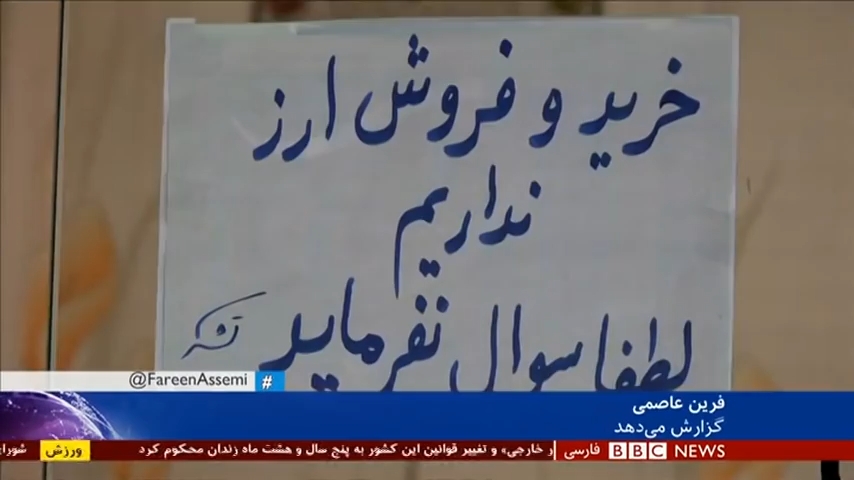 خرید و فروش ارز
نداریم
لطفا سوال نفرمایید
@FareenAssemi #
فرین عاصمی
گزارش می‌دهد
BBC NEWS فارسی
ر خارجی» و تغییر قوانین این کشور به پنج سال و هشت ماه زندان محکوم کرد
ورزش
شورا